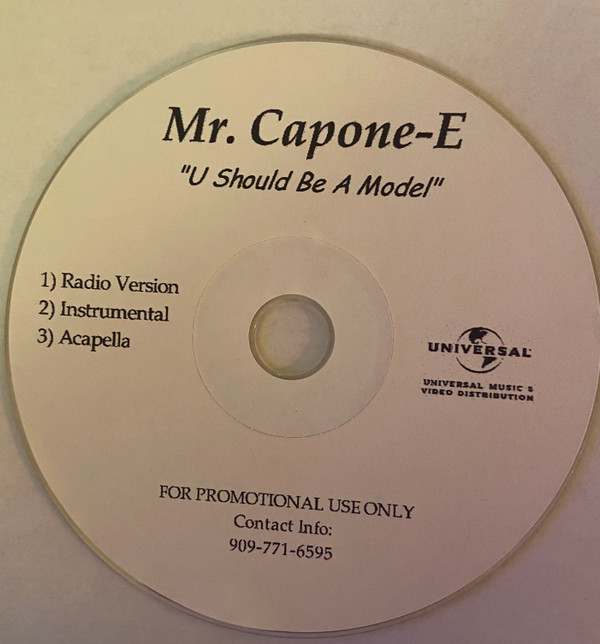 Mr. Capone-E
"U Should Be A Model"
1) Radio Version
2) Instrumental
3) Acapella
UNIVERSAL
UNIVERSAL MUSIC &
VIDEO DISTRIBUTION
FOR PROMOTIONAL USE ONLY
Contact Info:
909-771-6595